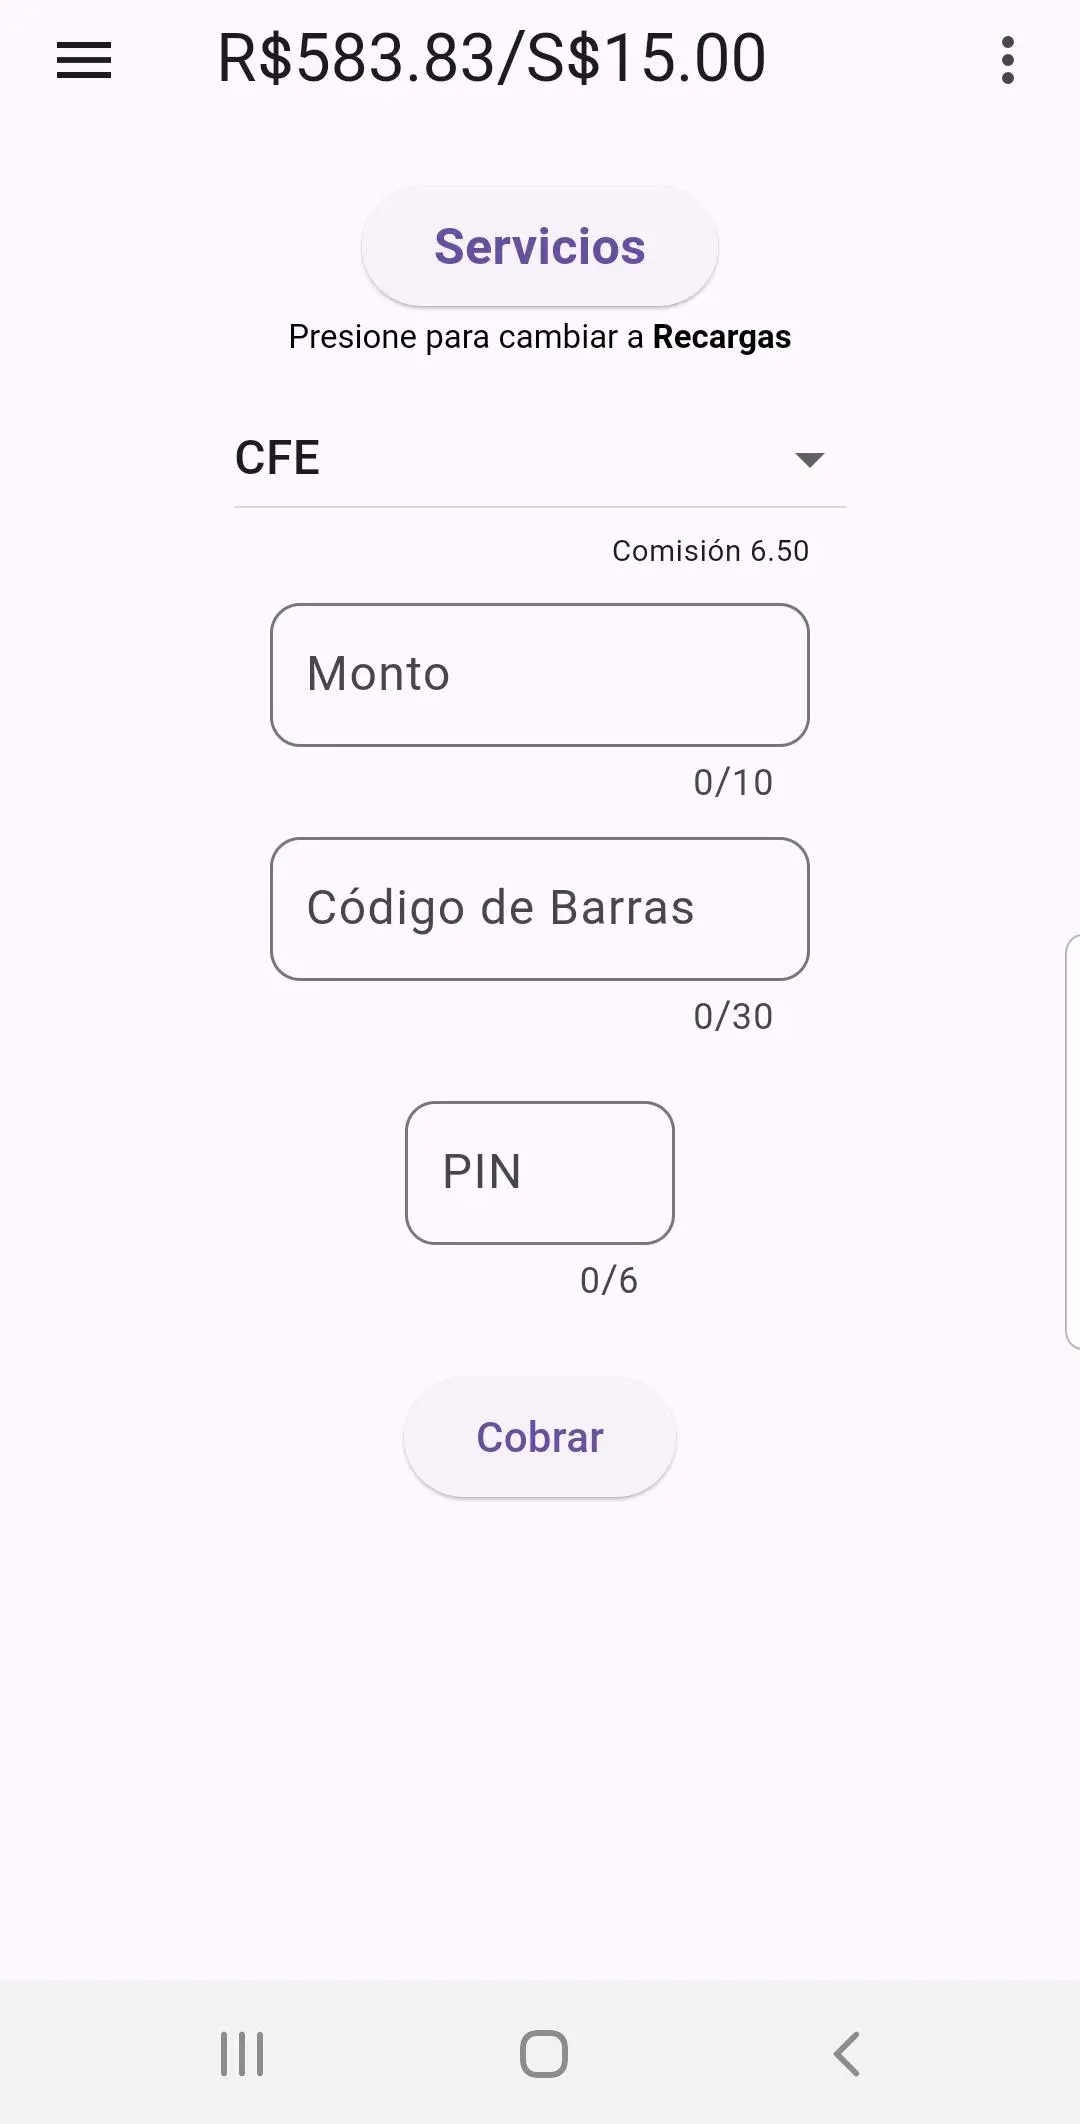 R$583.83/S$15.00
Servicios
Presione para cambiar a Recargas
CFE
Comisión 6.50
Monto
0/10
Código de Barras
0/30
PIN
0/6
Cobrar